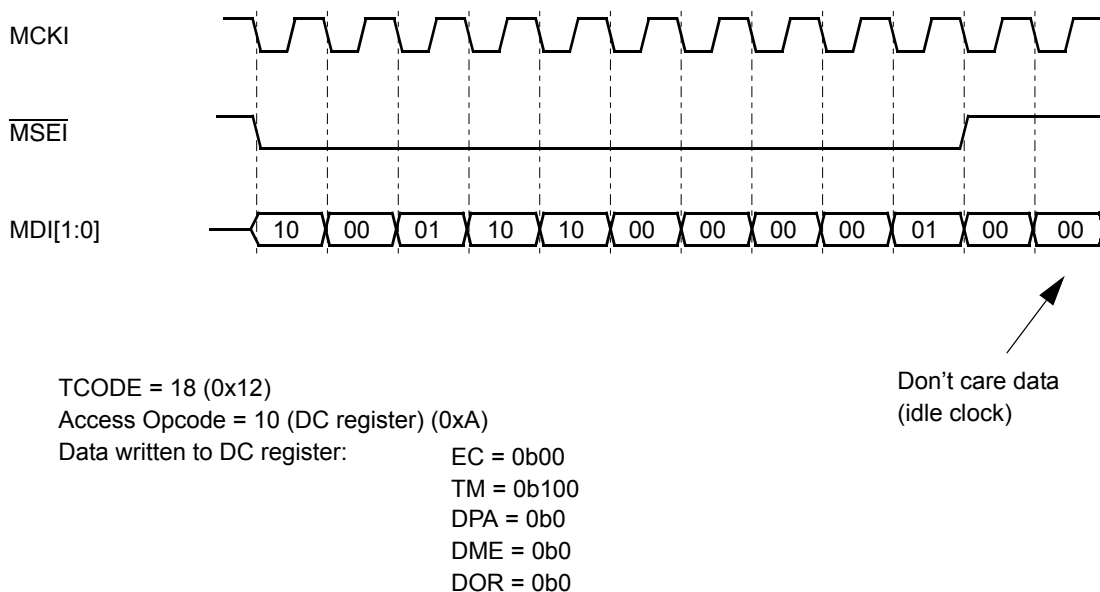 MCKI
MSEI
MDI[1:0]
10 00 01 10 10 00 00 00 00 01 00 00
Don’t care data
(idle clock)
TCODE = 18 (0x12)
Access Opcode = 10 (DC register) (0xA)
Data written to DC register:
EC = 0b00
TM = 0b100
DPA = 0b0
DME = 0b0
DOR = 0b0